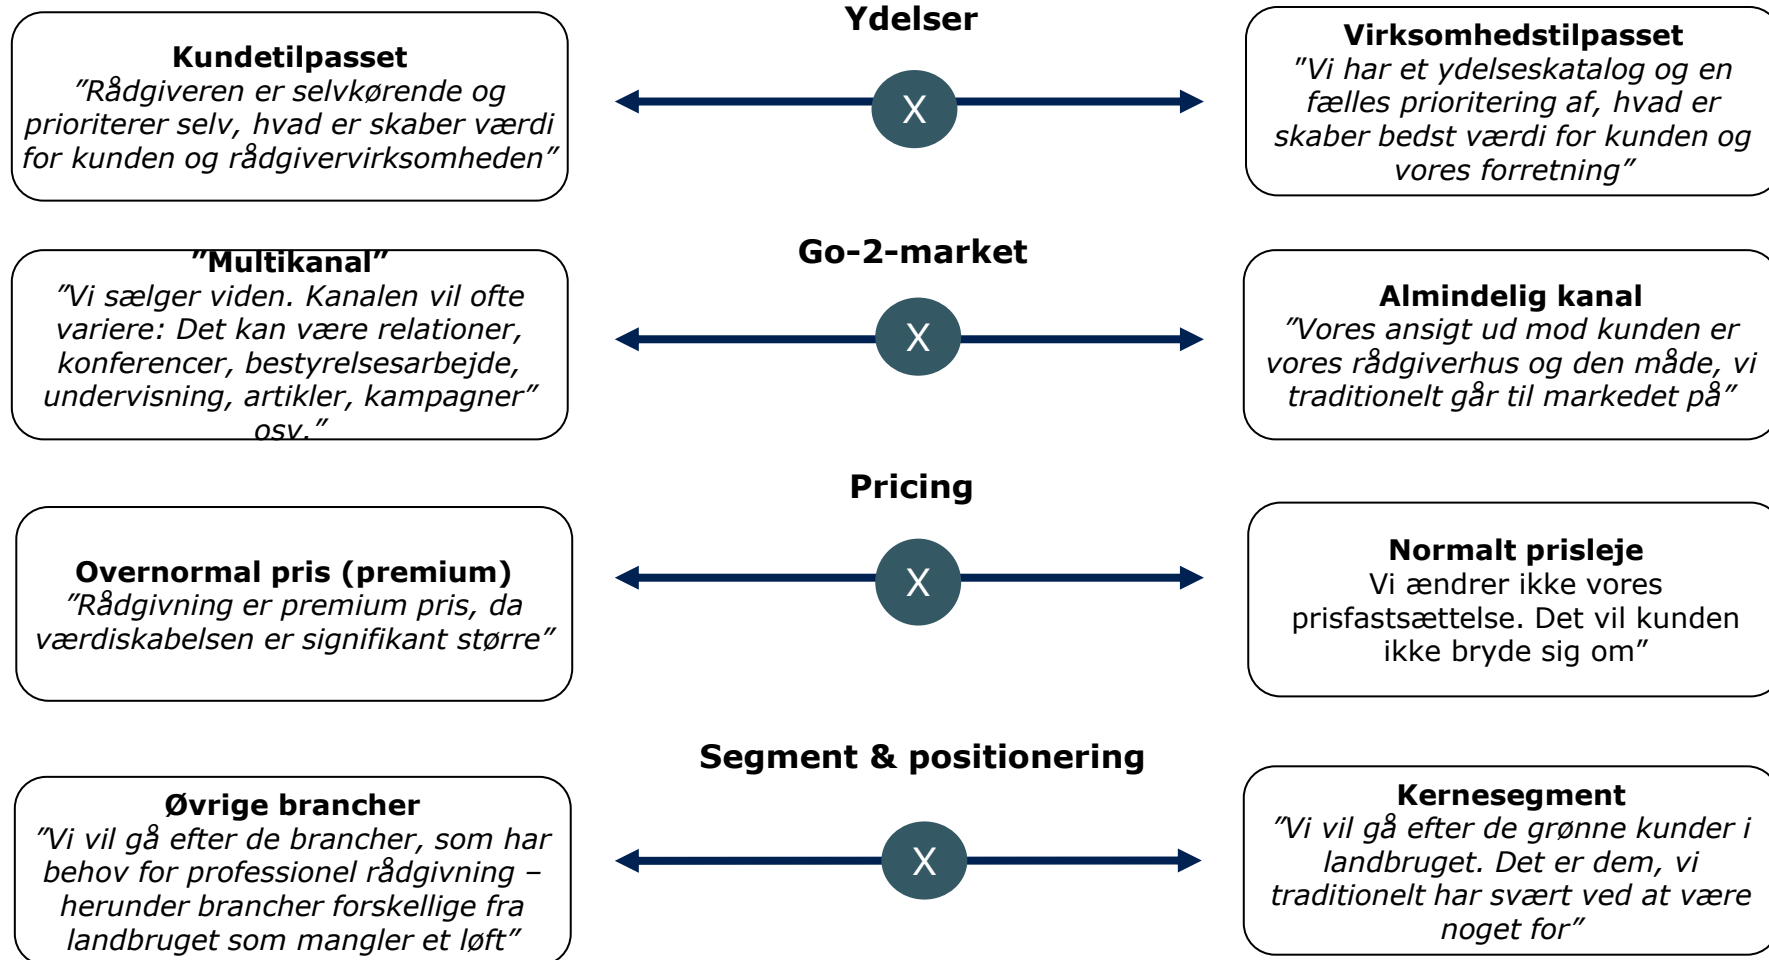 Ydelser
Kundetilpasset
”Rådgiveren er selvkørende og
prioriterer selv, hvad er skaber værdi
for kunden og rådgivervirksomheden”
X
Virksomhedstilpasset
”Vi har et ydelseskatalog og en
fælles prioritering af, hvad er
skaber bedst værdi for kunden og
vores forretning”
Go-2-market
”Multikanal”
”Vi sælger viden. Kanalen vil ofte
variere: Det kan være relationer,
konferencer, bestyrelsesarbejde,
undervisning, artikler, kampagner”
osv.”
X
Almindelig kanal
”Vores ansigt ud mod kunden er
vores rådgiverhus og den måde, vi
traditionelt går til markedet på”
Pricing
Overnormal pris (premium)
”Rådgivning er premium pris, da
værdiskabelsen er signifikant større”
X
Normalt prisleje
Vi ændrer ikke vores
prisfastsættelse. Det vil kunden
ikke bryde sig om”
Segment & positionering
Øvrige brancher
”Vi vil gå efter de brancher, som har
behov for professionel rådgivning –
herunder brancher forskellige fra
landbruget som mangler et løft”
X
Kernesegment
”Vi vil gå efter de grønne kunder i
landbruget. Det er dem, vi
traditionelt har svært ved at være
noget for”